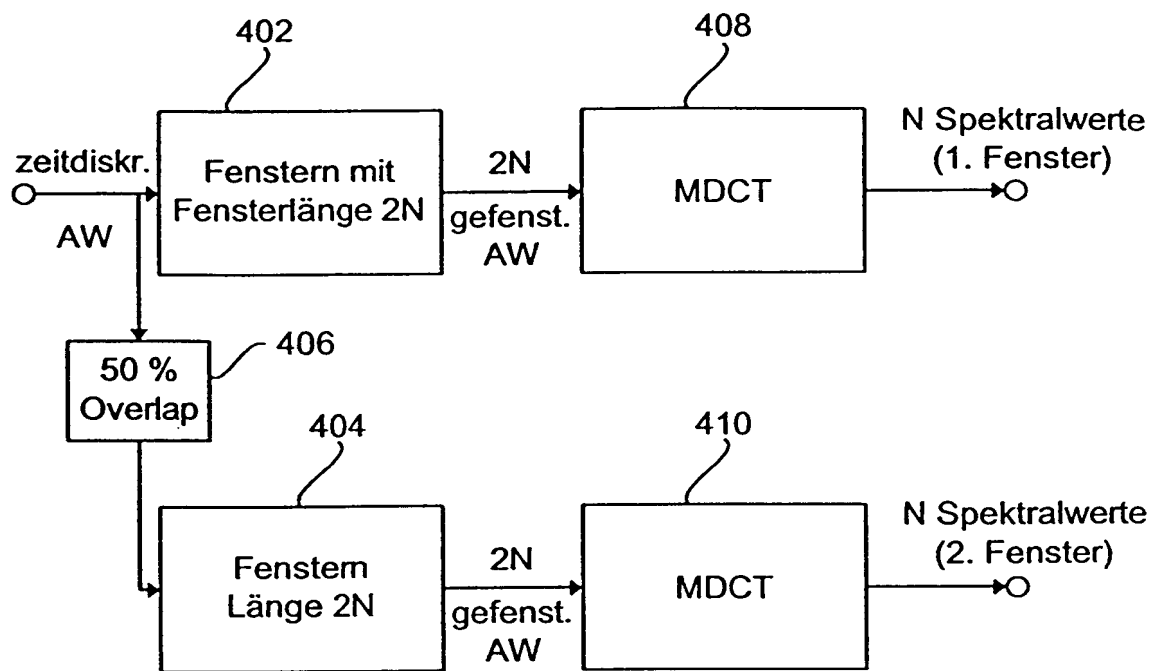 402
408
zeitdiskr.
AW
Fenstern mit
Fensterlänge 2N
2N
gefenst.
AW
MDCT
N Spektralwerte
(1. Fenster)
50 %
Overlap
406
404
410
Fenstern
Länge 2N
2N
gefenst.
AW
MDCT
N Spektralwerte
(2. Fenster)